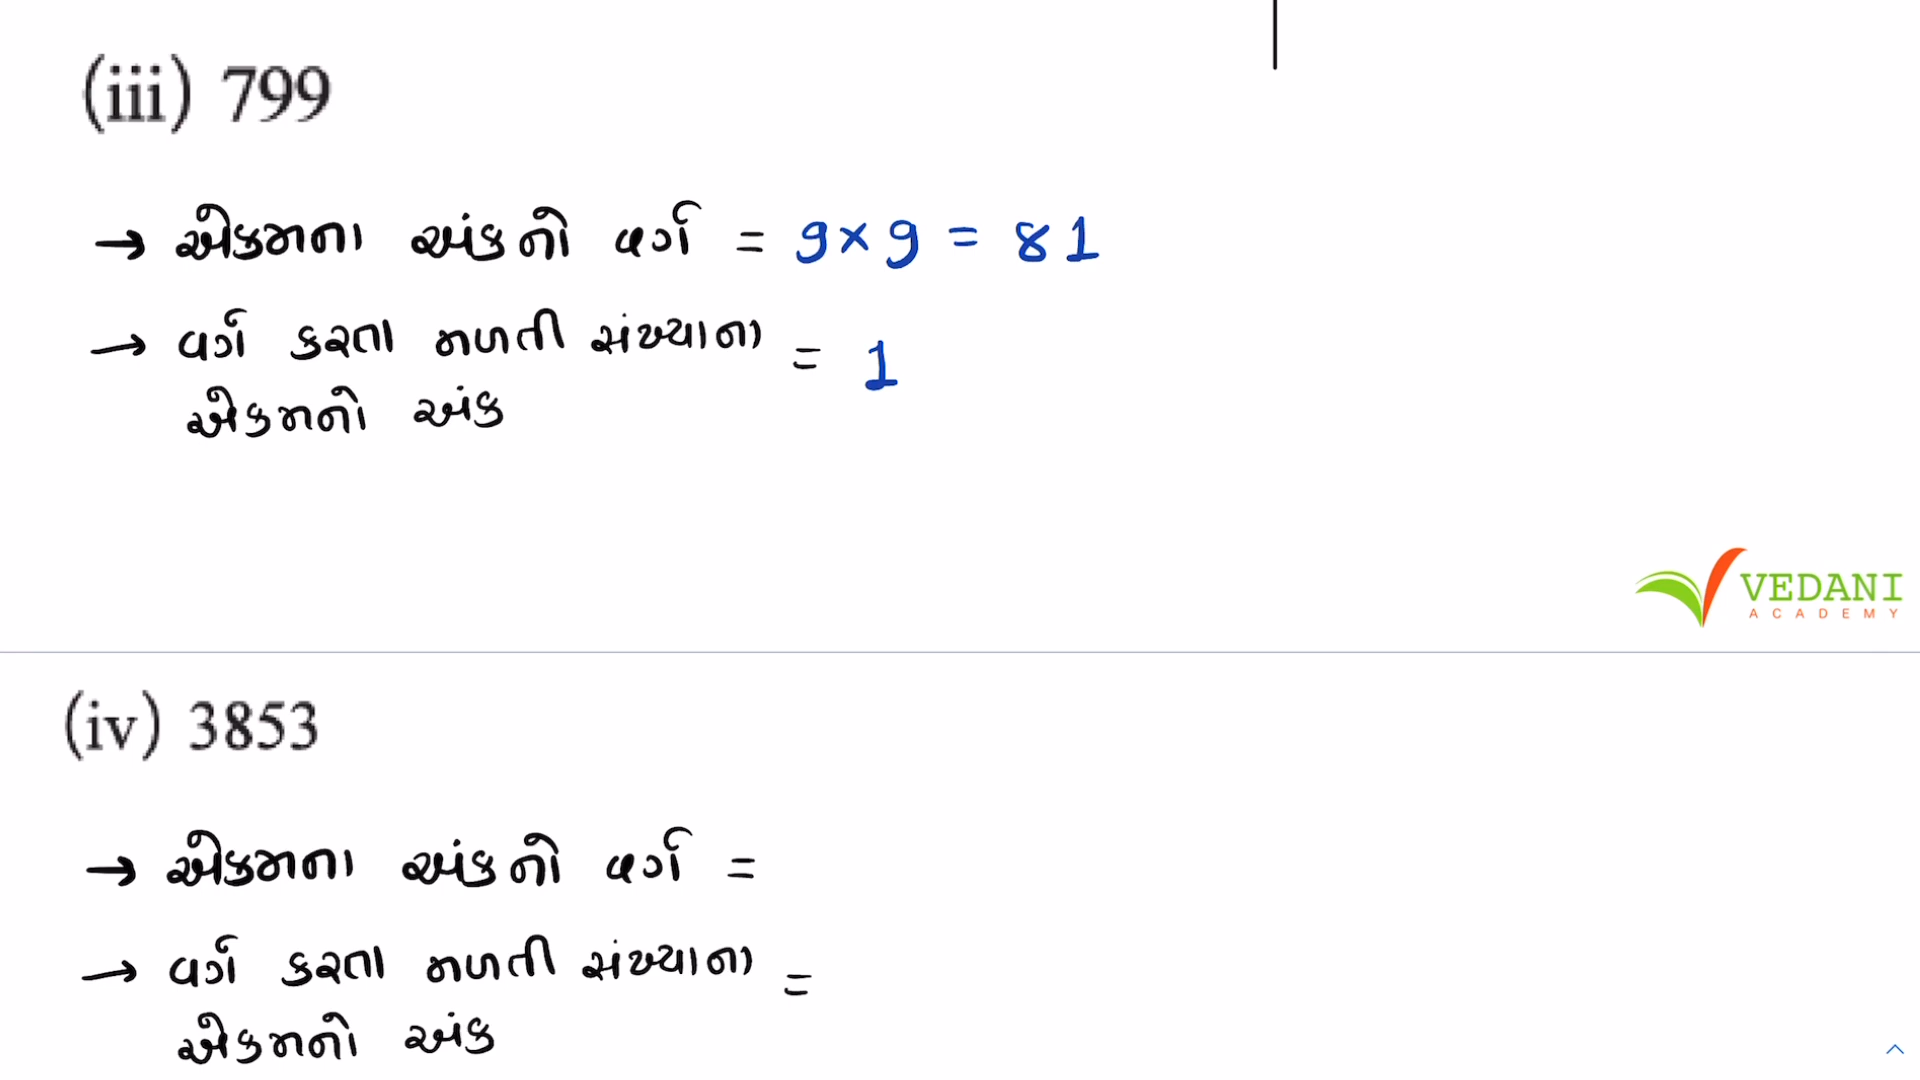 (iii) 799
→ એકમના અંકનો વર્ગ = 9 × 9 = 81
→ વર્ગ કરતા મળતી સંખ્યાના = 1
એકમનો અંક
VEDANI
ACADEMY
(iv) 3853
→ એકમના અંકનો વર્ગ =
→ વર્ગ કરતા મળતી સંખ્યાના =
એકમનો અંક